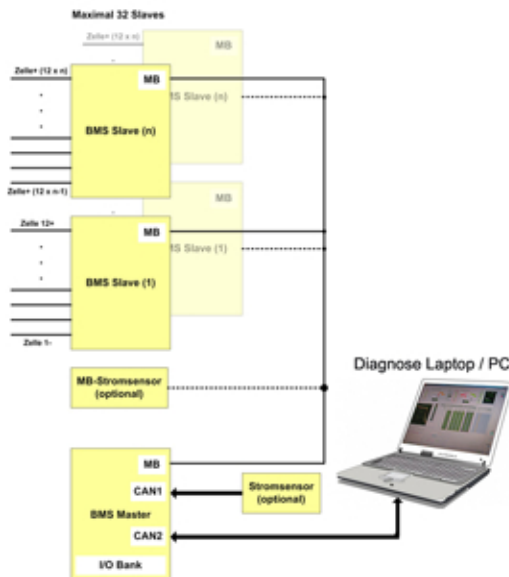 Maximal 32 Slaves
Zelle+ (12 x n)
MB
Zelle+ (12 x n)
MB
BMS Slave (n)
MS Slave (n)
Zelle+ (12 x n-1)
MB
Zelle 12+
MB
BMS Slave (1)
MS Slave (1)
Zelle 1-
MB-Stromsensor
(optional)
Diagnose Laptop / PC
MB
CAN1
Stromsensor
(optional)
BMS Master
CAN2
I/O Bank